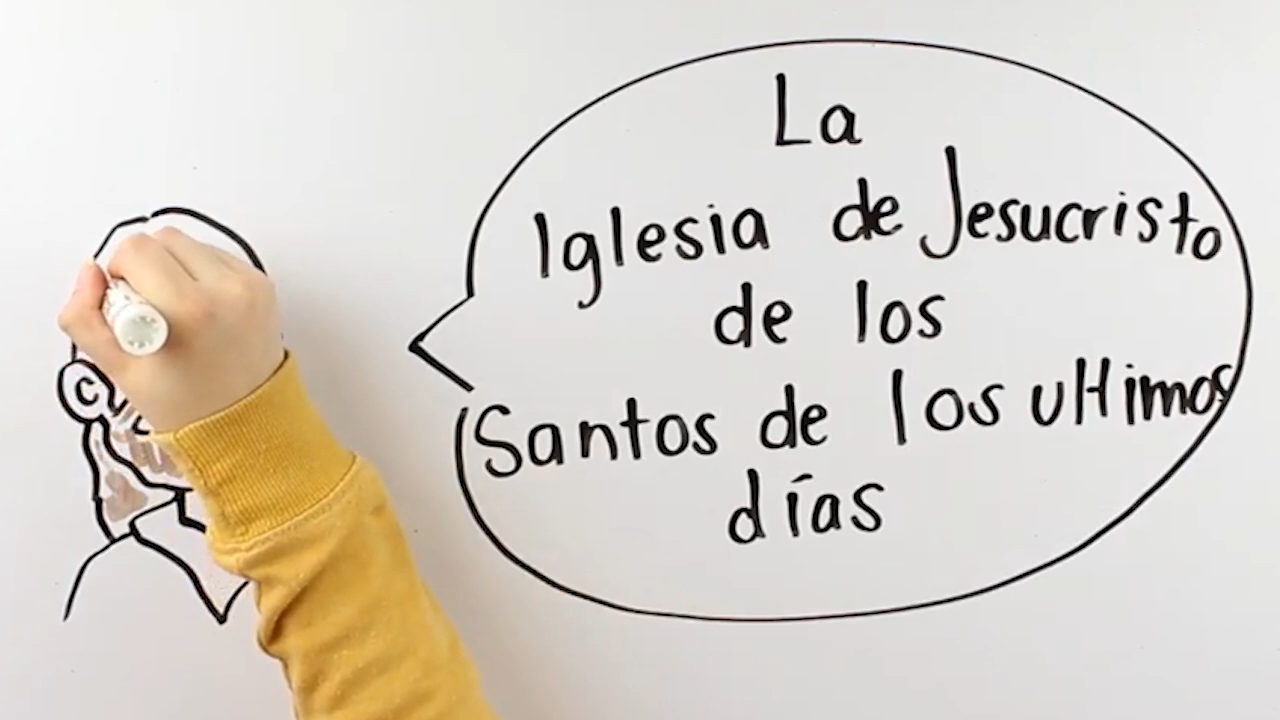 La
Iglesia de Jesucristo
de los
Santos de los ultimos
días